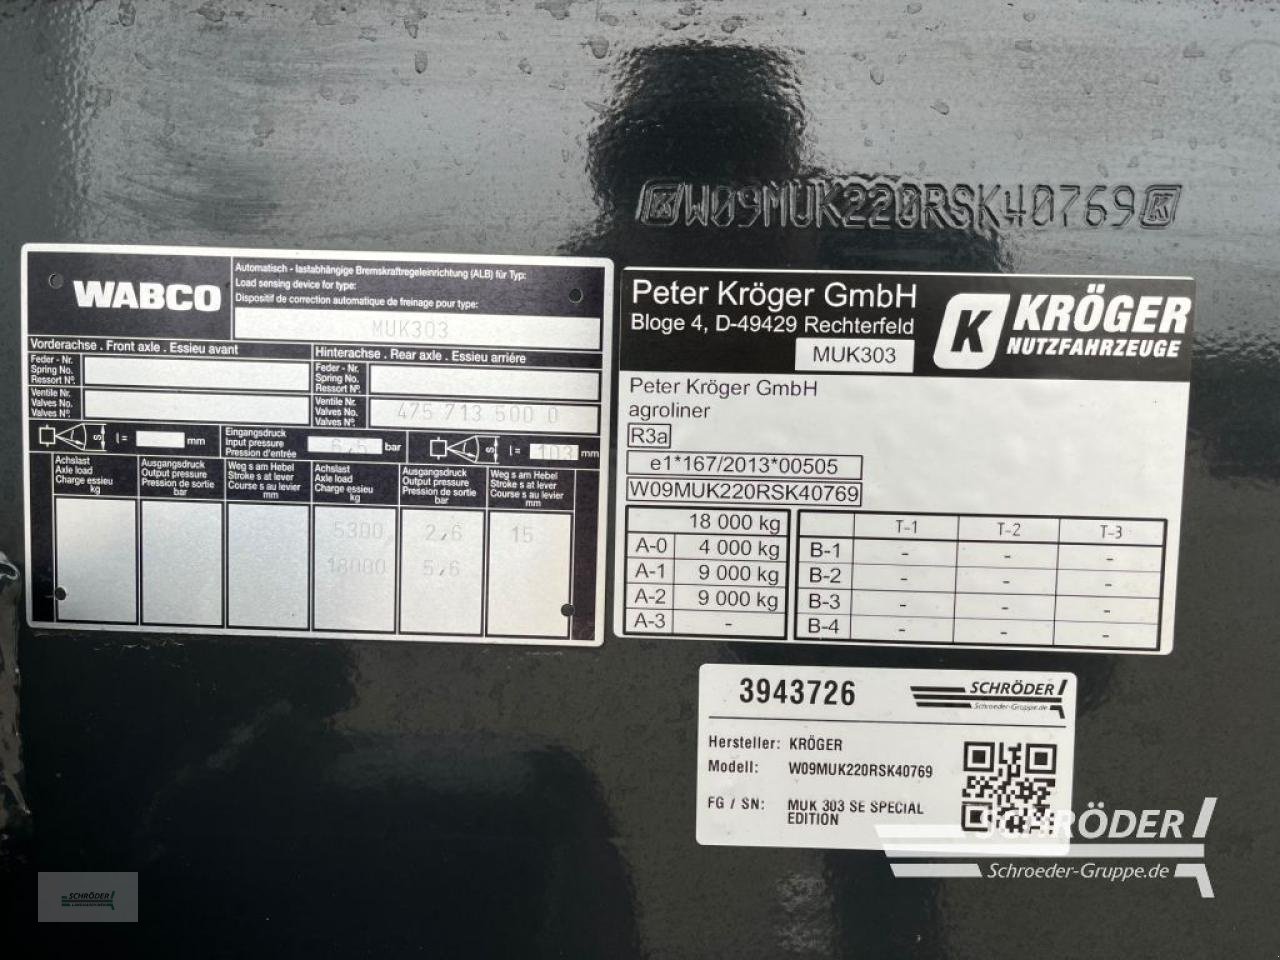 W09MUK220RSK40769
WABCO
Automatisch - lastabhängige Bremskraftregeleinrichtung (ALB) für Typ:
Load sensing device for type:
Dispositif de correction automatique de freinage pour type:
MUK303
Vorderachse . Front axle . Essieu avant
Feder - Nr.
Spring No.
Ressort Nº.
Ventile Nr.
Valves No.
Valves Nº.
Hinterachse . Rear axle . Essieu arriére
Feder - Nr.
Spring No.
Ressort Nº.
Ventile Nr.
Valves No.
Valves Nº.
475 713 500 0
S
l = mm
Eingangsdruck
Input pressure
Pression d'entrée
6,5 bar
S
l = 103 mm
Achslast
Axle load
Charge essieu
kg
Ausgangsdruck
Output pressure
Pression de sortie
bar
Weg s am Hebel
Stroke s at lever
Course s au levier
mm
Achslast
Axle load
Charge essieu
kg
Ausgangsdruck
Output pressure
Pression de sortie
bar
Weg s am Hebel
Stroke s at lever
Course s au levier
mm
5300 2,6 15
18000 5,6
Peter Kröger GmbH
Bloge 4, D-49429 Rechterfeld
MUK303
K KRÖGER
NUTZFAHRZEUGE
Peter Kröger GmbH
agroliner
R3a
e1*167/2013*00505
W09MUK220RSK40769
18 000 kg
A-0 4 000 kg
A-1 9 000 kg
A-2 9 000 kg
A-3 -
T-1 T-2 T-3
B-1 - - -
B-2 - - -
B-3 - - -
B-4 - - -
3943726
SCHRÖDER
Schroeder-Gruppe.de
Hersteller: KRÖGER
Modell: W09MUK220RSK40769
FG / SN: MUK 303 SE SPECIAL
EDITION
SCHRÖDER
Schroeder-Gruppe.de
SCHRÖDER